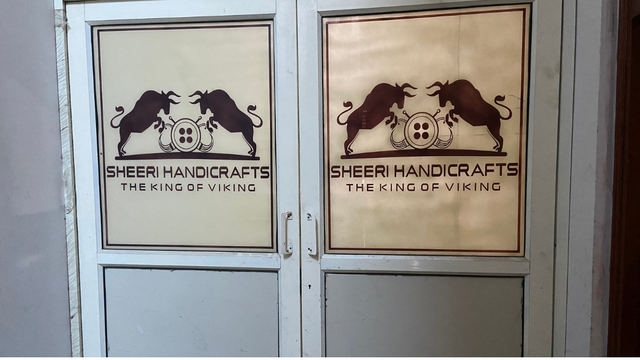 SHEERI HANDICRAFTS
THE KING OF VIKING
SHEERI HANDICRAFTS
THE KING OF VIKING